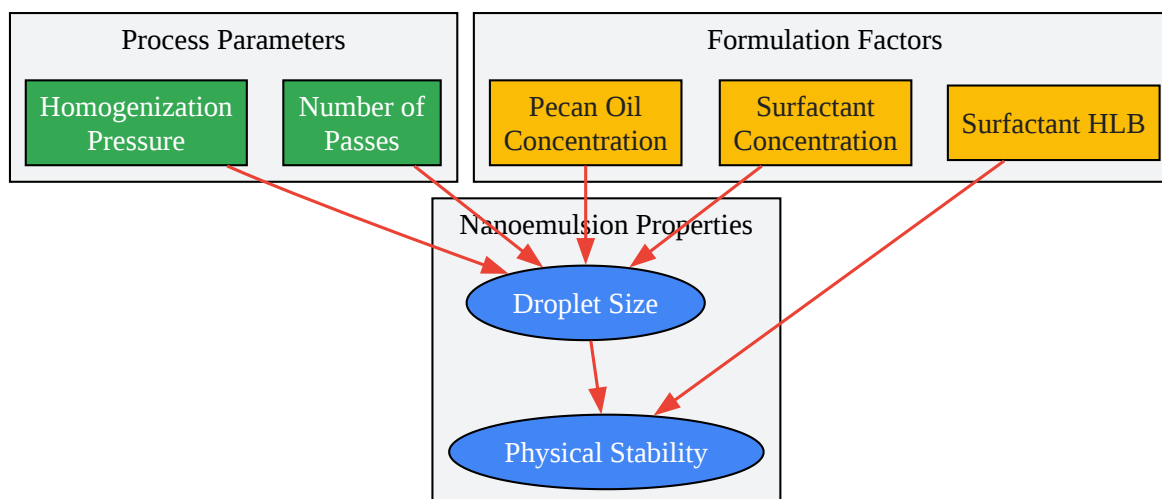 Process Parameters
Formulation Factors
Homogenization
Pressure
Number of
Passes
Pecan Oil
Concentration
Surfactant
Concentration
Surfactant HLB
Nanoemulsion Properties
Droplet Size
Physical Stability